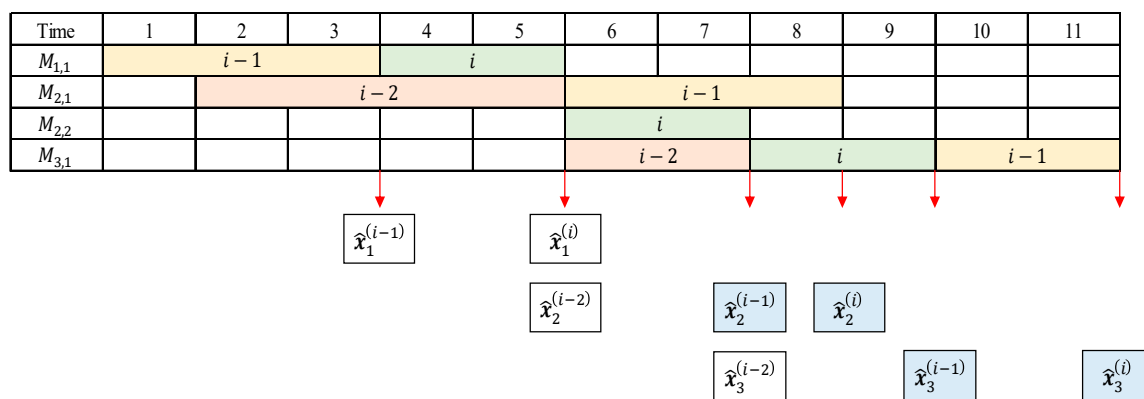 Time 1 2 3 4 5 6 7 8 9 10 11
M₁,₁ i − 1 i
M₂,₁ i − 2 i − 1
M₂,₂ i
M₃,₁ i − 2 i i − 1
x̂₁^(i−1) x̂₁^(i)
x̂₂^(i−2) x̂₂^(i−1) x̂₂^(i)
x̂₃^(i−2) x̂₃^(i−1) x̂₃^(i)